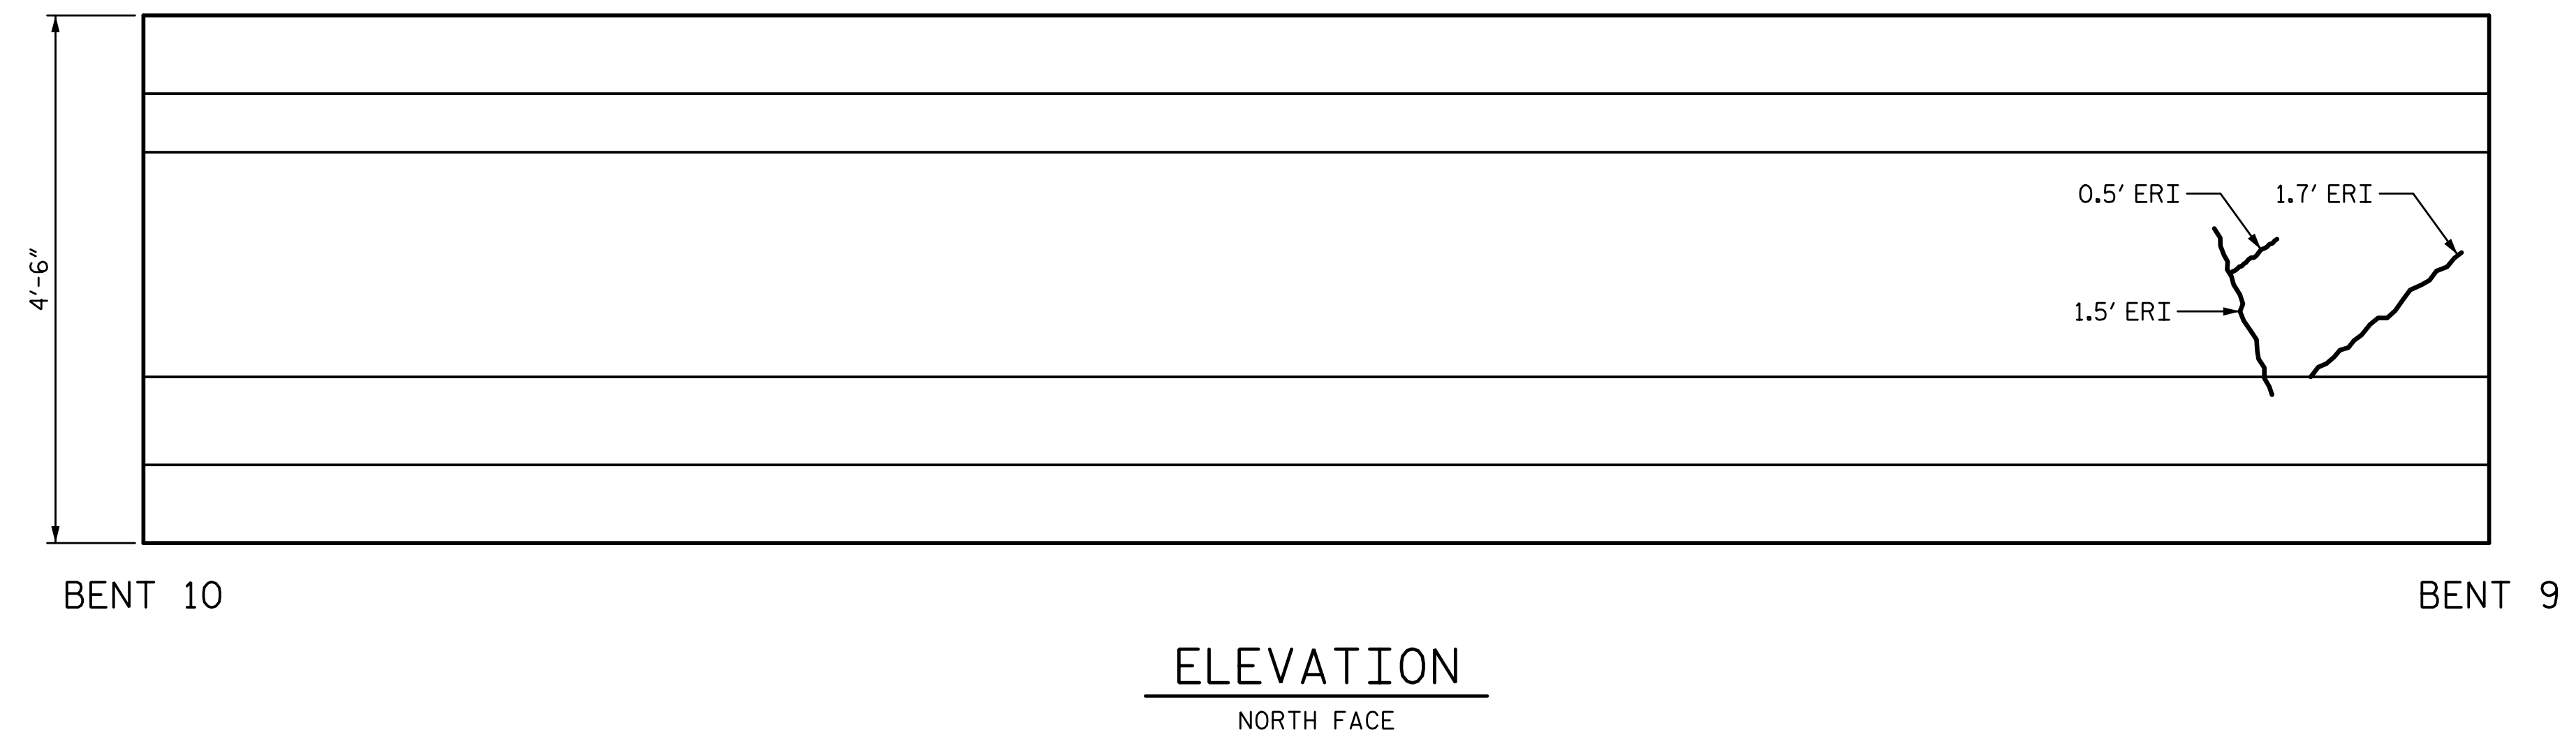 0.5' ERI
1.7' ERI
4'-6"
1.5' ERI
BENT 10
BENT 9
ELEVATION
NORTH FACE